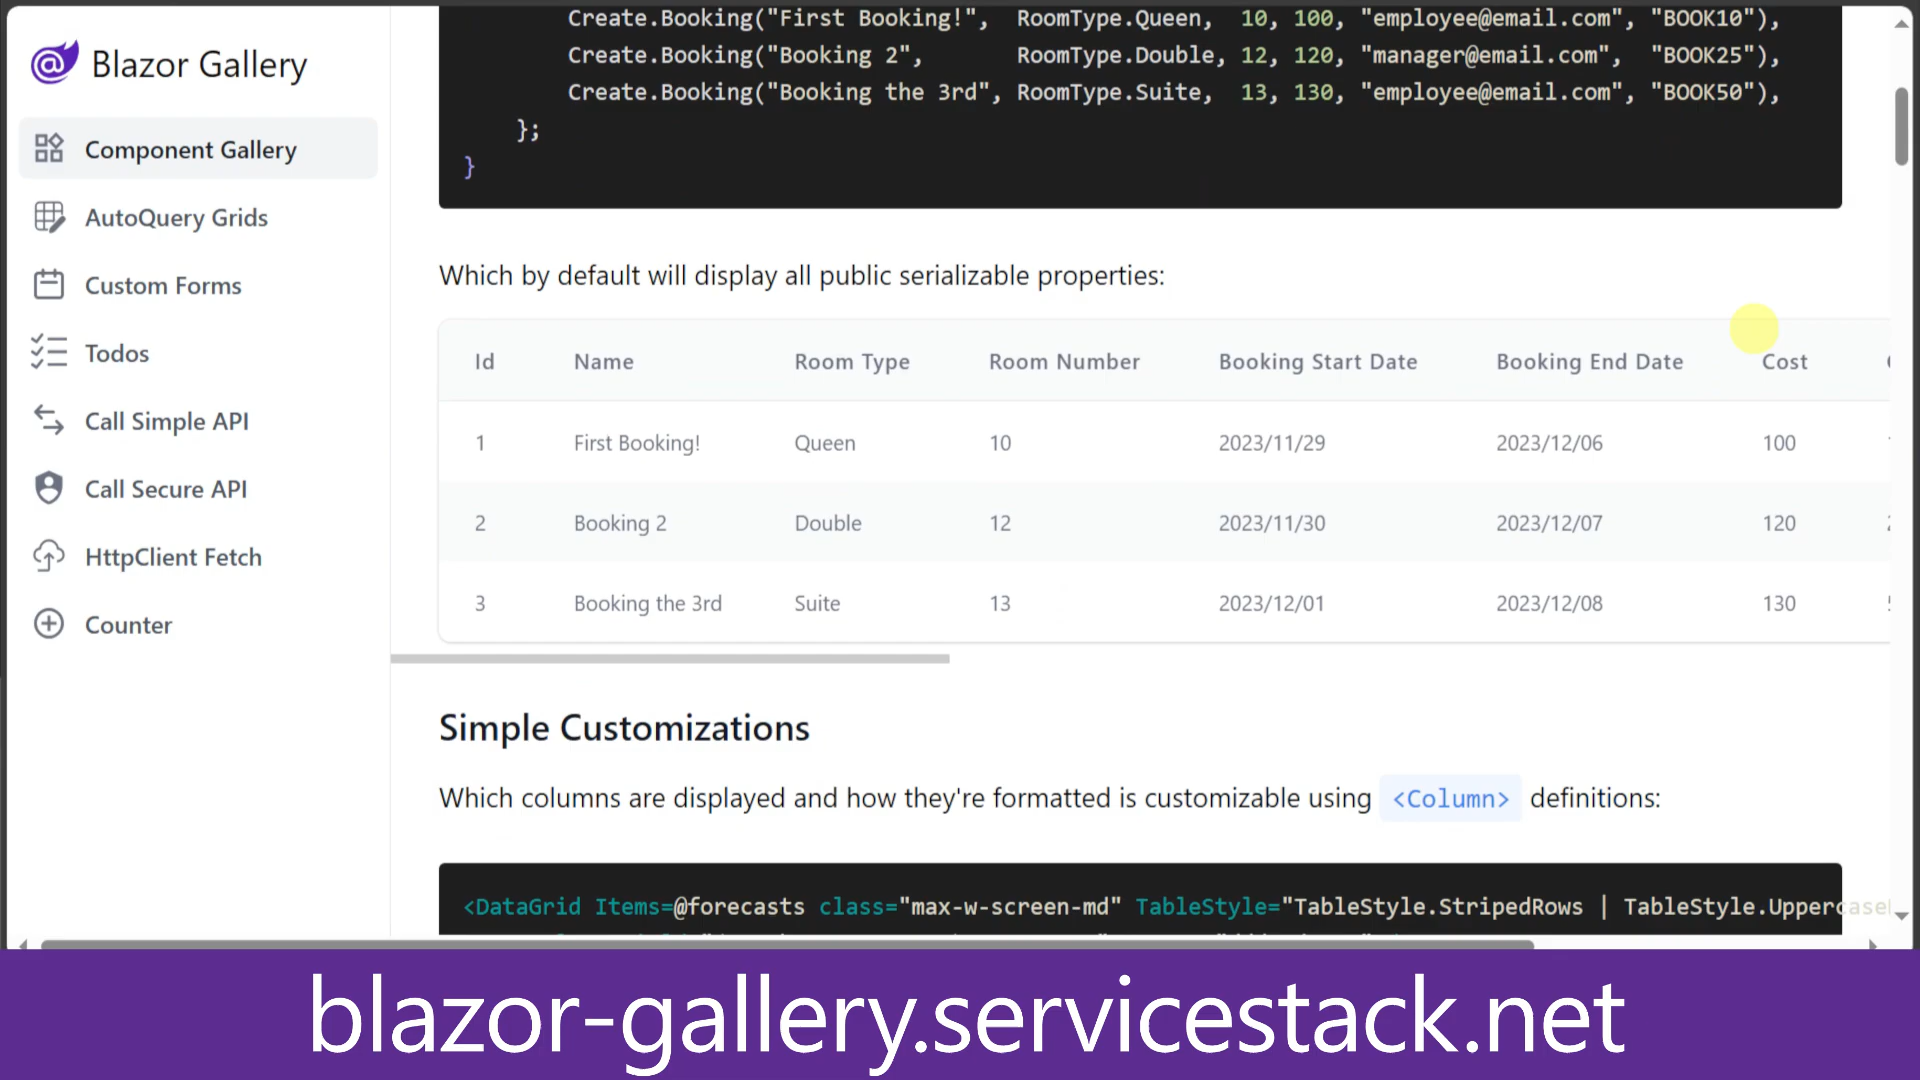 Create.Booking("First Booking!", RoomType.Queen, 10, 100, "employee@email.com", "BOOK10"),
Create.Booking("Booking 2", RoomType.Double, 12, 120, "manager@email.com", "BOOK25"),
Create.Booking("Booking the 3rd", RoomType.Suite, 13, 130, "employee@email.com", "BOOK50"),
};
}
Blazor Gallery
Component Gallery
AutoQuery Grids
Custom Forms
Todos
Call Simple API
Call Secure API
HttpClient Fetch
Counter
Which by default will display all public serializable properties:
Id Name Room Type Room Number Booking Start Date Booking End Date Cost
1 First Booking! Queen 10 2023/11/29 2023/12/06 100
2 Booking 2 Double 12 2023/11/30 2023/12/07 120
3 Booking the 3rd Suite 13 2023/12/01 2023/12/08 130
Simple Customizations
Which columns are displayed and how they're formatted is customizable using <Column> definitions:
<DataGrid Items=@forecasts class="max-w-screen-md" TableStyle="TableStyle.StripedRows | TableStyle.Uppercase
blazor-gallery.servicestack.net